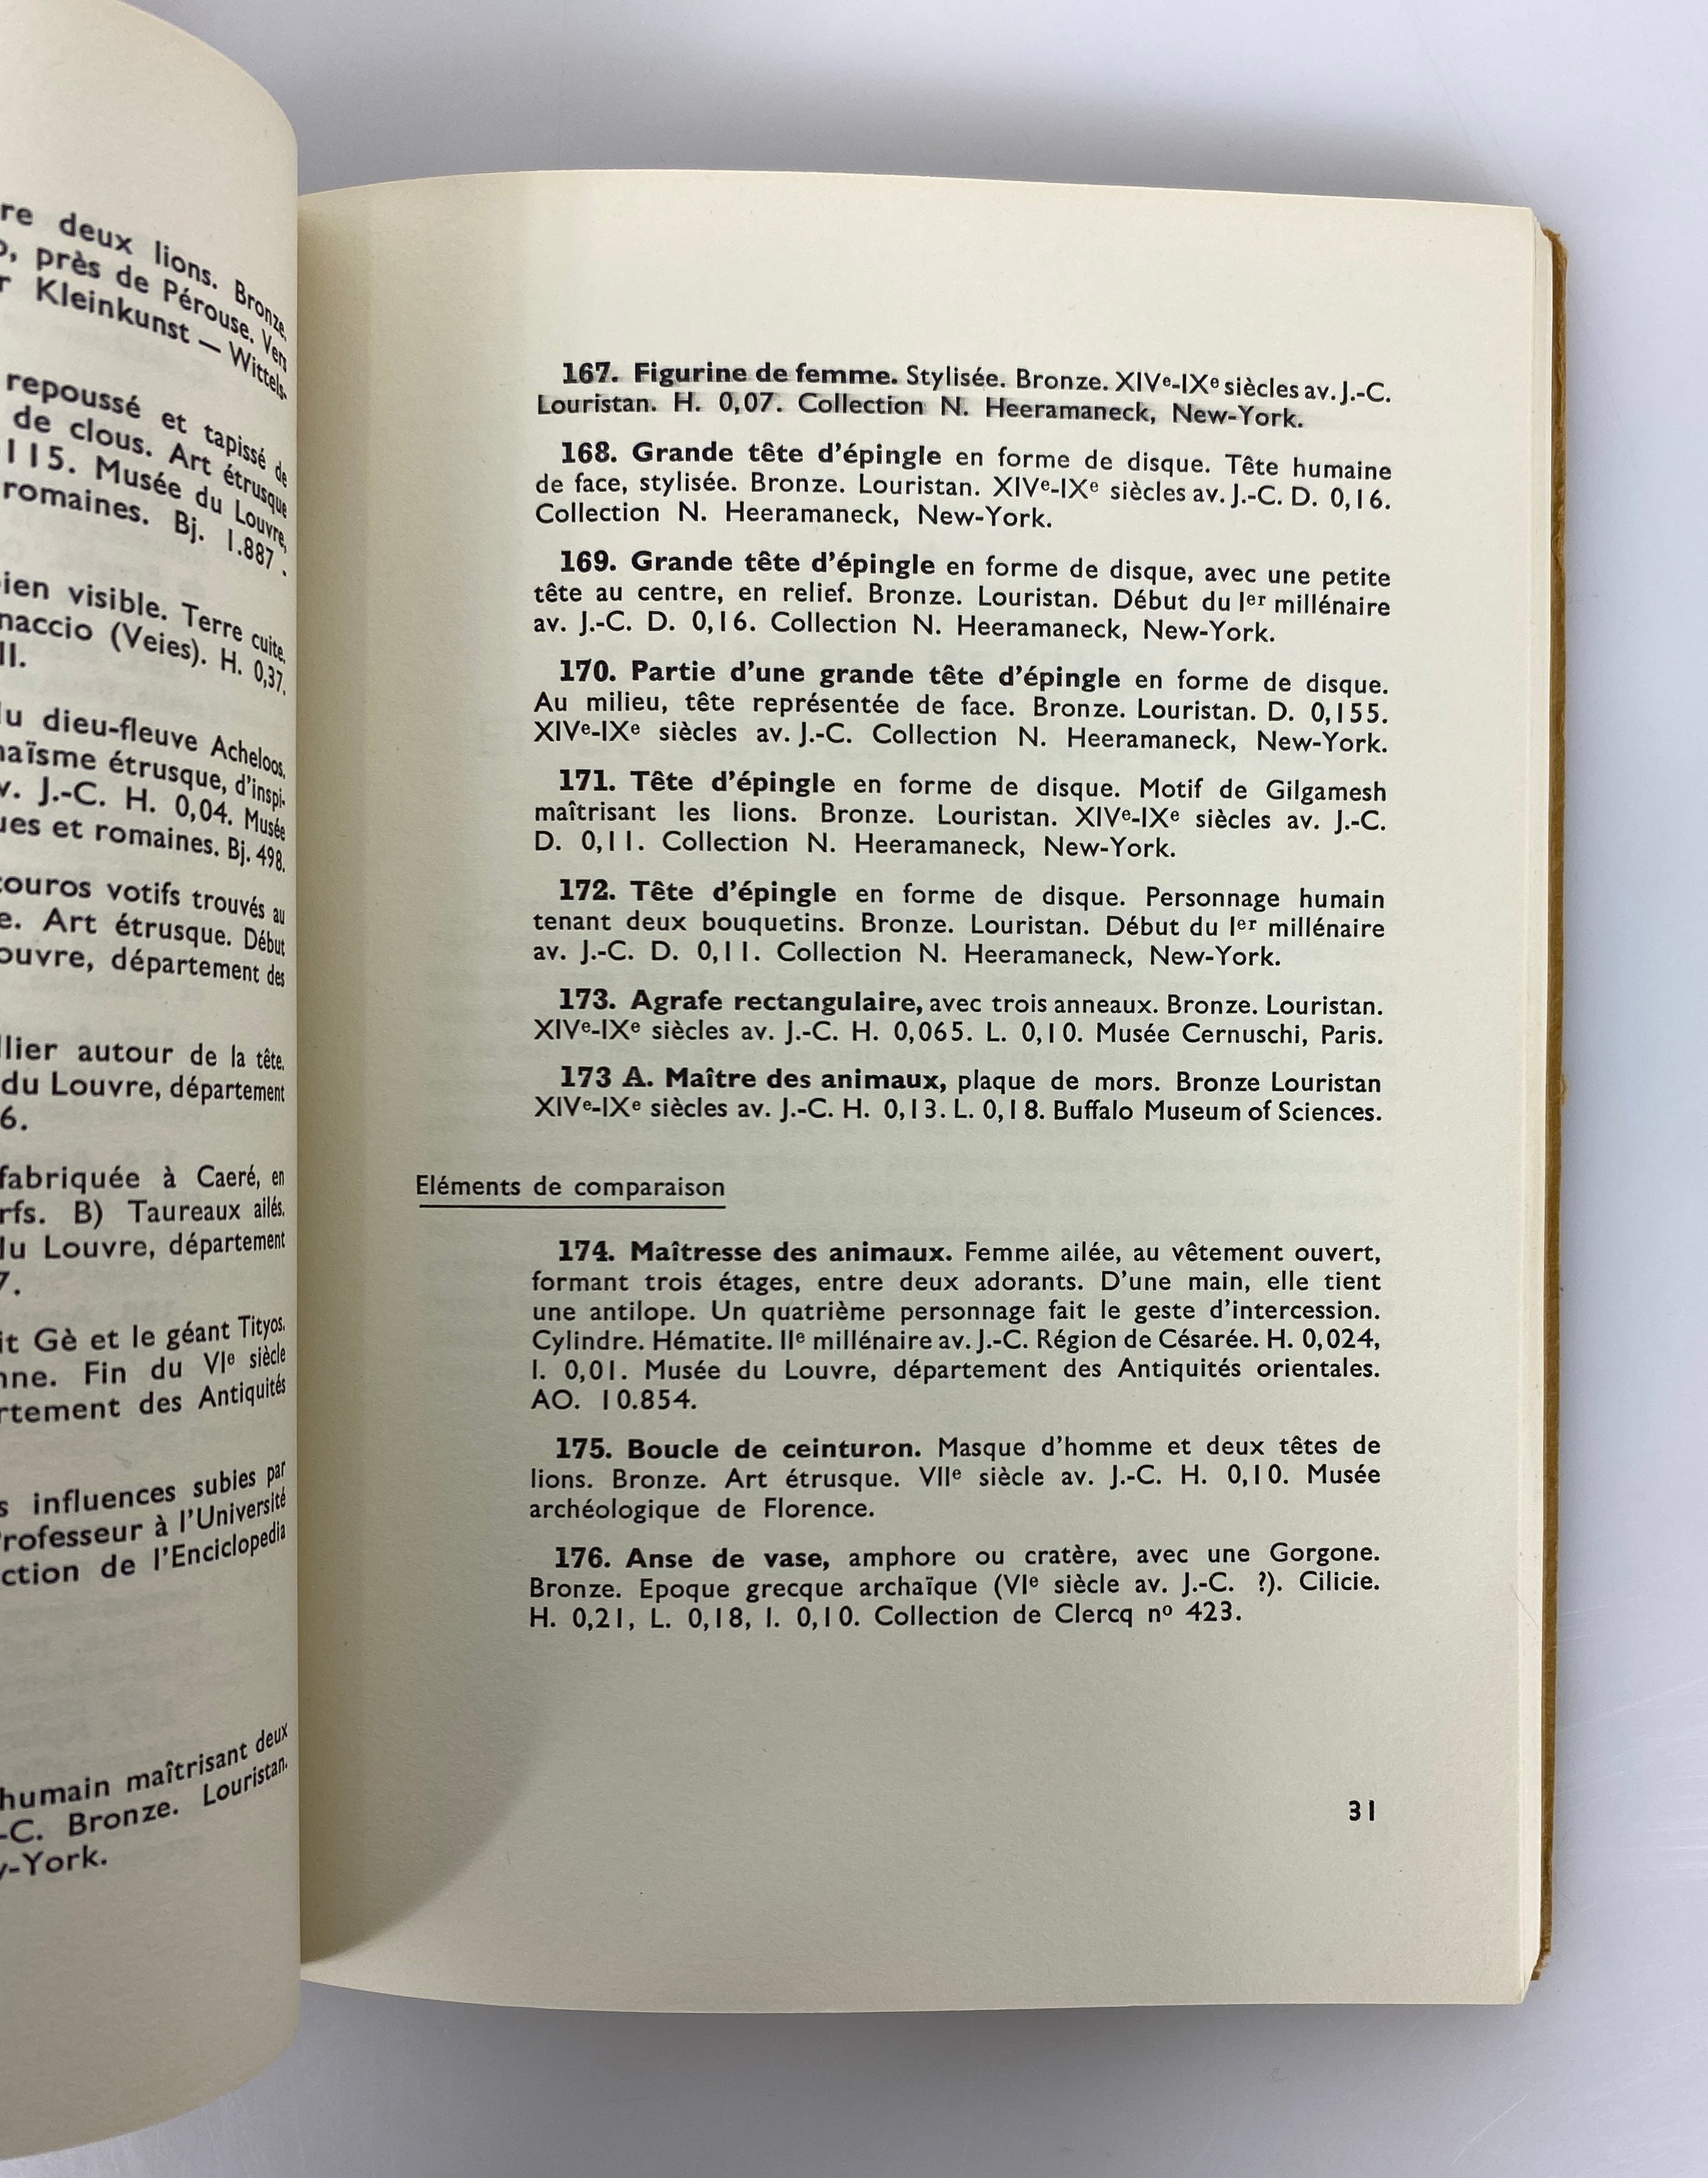 re deux lions. Bronze.
près de Pérouse. Vers
Kleinkunst — Wittels-
repoussé et tapissé de
de clous. Art étrusque
115. Musée du Louvre,
romaines. Bj. 1.887.
bien visible. Terre cuite.
naccio (Veies). H. 0,37.
II.
du dieu-fleuve Acheloos.
haïsme étrusque, d'inspi-
v. J.-C. H. 0,04. Musée
ues et romaines. Bj. 498.
couros votifs trouvés au
e. Art étrusque. Début
ouvre, département des
llier autour de la tête.
du Louvre, département
6.
fabriquée à Caeré, en
rfs. B) Taureaux ailés.
du Louvre, département
7.
it Gè et le géant Tityos.
nne. Fin du VIe siècle
rtement des Antiquités
s influences subies par
Professeur à l'Université
ction de l'Enciclopedia
humain maîtrisant deux
-C. Bronze. Louristan.
-York.
167. Figurine de femme. Stylisée. Bronze. XIVe-IXe siècles av. J.-C.
Louristan. H. 0,07. Collection N. Heeramaneck, New-York.
168. Grande tête d'épingle en forme de disque. Tête humaine
de face, stylisée. Bronze. Louristan. XIVe-IXe siècles av. J.-C. D. 0,16.
Collection N. Heeramaneck, New-York.
169. Grande tête d'épingle en forme de disque, avec une petite
tête au centre, en relief. Bronze. Louristan. Début du Ier millénaire
av. J.-C. D. 0,16. Collection N. Heeramaneck, New-York.
170. Partie d'une grande tête d'épingle en forme de disque.
Au milieu, tête représentée de face. Bronze. Louristan. D. 0,155.
XIVe-IXe siècles av. J.-C. Collection N. Heeramaneck, New-York.
171. Tête d'épingle en forme de disque. Motif de Gilgamesh
maîtrisant les lions. Bronze. Louristan. XIVe-IXe siècles av. J.-C.
D. 0,11. Collection N. Heeramaneck, New-York.
172. Tête d'épingle en forme de disque. Personnage humain
tenant deux bouquetins. Bronze. Louristan. Début du Ier millénaire
av. J.-C. D. 0,11. Collection N. Heeramaneck, New-York.
173. Agrafe rectangulaire, avec trois anneaux. Bronze. Louristan.
XIVe-IXe siècles av. J.-C. H. 0,065. L. 0,10. Musée Cernuschi, Paris.
173 A. Maître des animaux, plaque de mors. Bronze Louristan
XIVe-IXe siècles av. J.-C. H. 0,13. L. 0,18. Buffalo Museum of Sciences.
Eléments de comparaison
174. Maîtresse des animaux. Femme ailée, au vêtement ouvert,
formant trois étages, entre deux adorants. D'une main, elle tient
une antilope. Un quatrième personnage fait le geste d'intercession.
Cylindre. Hématite. IIe millénaire av. J.-C. Région de Césarée. H. 0,024,
l. 0,01. Musée du Louvre, département des Antiquités orientales.
AO. 10.854.
175. Boucle de ceinturon. Masque d'homme et deux têtes de
lions. Bronze. Art étrusque. VIIe siècle av. J.-C. H. 0,10. Musée
archéologique de Florence.
176. Anse de vase, amphore ou cratère, avec une Gorgone.
Bronze. Epoque grecque archaïque (VIe siècle av. J.-C. ?). Cilicie.
H. 0,21, L. 0,18, l. 0,10. Collection de Clercq no 423.
31